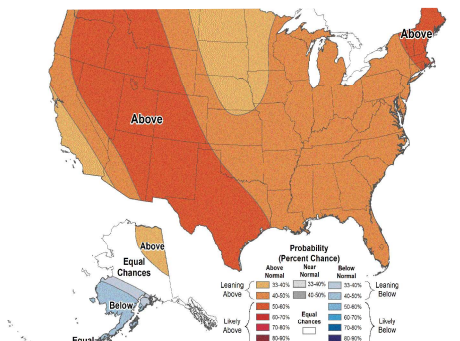 Above
Above
Above
Equal
Chances
Below
Equal
Probability
(Percent Chance)
Above
Normal
Near
Normal
Below
Normal
Leaning
Above
33-40%
33-40%
33-40%
Leaning
Below
40-50%
40-50%
40-50%
50-60%
50-60%
Likely
Above
60-70%
Equal
Chances
60-70%
Likely
Below
70-80%
70-80%
80-90%
80-90%